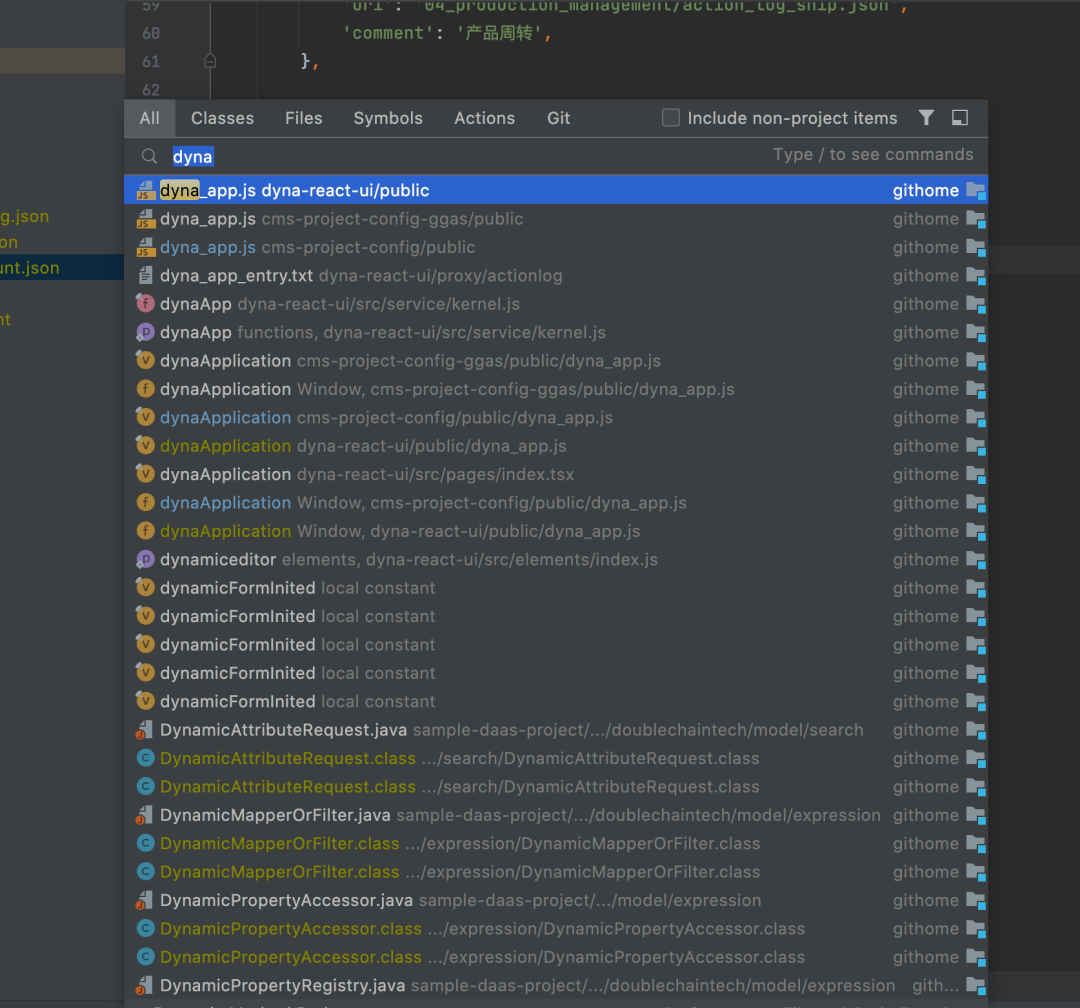 59 'uri': '04_production_management/action_log_ship.json',
60 'comment': '产品周转',
61 },
62
g.json
on
unt.json
nt
All Classes Files Symbols Actions Git Include non-project items
dyna Type / to see commands
dyna_app.js dyna-react-ui/public githome
dyna_app.js cms-project-config-ggas/public githome
dyna_app.js cms-project-config/public githome
dyna_app_entry.txt dyna-react-ui/proxy/actionlog githome
dynaApp dyna-react-ui/src/service/kernel.js githome
dynaApp functions, dyna-react-ui/src/service/kernel.js githome
dynaApplication cms-project-config-ggas/public/dyna_app.js githome
dynaApplication Window, cms-project-config-ggas/public/dyna_app.js githome
dynaApplication cms-project-config/public/dyna_app.js githome
dynaApplication dyna-react-ui/public/dyna_app.js githome
dynaApplication dyna-react-ui/src/pages/index.tsx githome
dynaApplication Window, cms-project-config/public/dyna_app.js githome
dynaApplication Window, dyna-react-ui/public/dyna_app.js githome
dynamiceditor elements, dyna-react-ui/src/elements/index.js githome
dynamicFormInited local constant githome
dynamicFormInited local constant githome
dynamicFormInited local constant githome
dynamicFormInited local constant githome
dynamicFormInited local constant githome
DynamicAttributeRequest.java sample-daas-project/.../doublechaintech/model/search githome
DynamicAttributeRequest.class .../search/DynamicAttributeRequest.class githome
DynamicAttributeRequest.class .../search/DynamicAttributeRequest.class githome
DynamicMapperOrFilter.java sample-daas-project/.../doublechaintech/model/expression githome
DynamicMapperOrFilter.class .../expression/DynamicMapperOrFilter.class githome
DynamicMapperOrFilter.class .../expression/DynamicMapperOrFilter.class githome
DynamicPropertyAccessor.java sample-daas-project/.../model/expression githome
DynamicPropertyAccessor.class .../expression/DynamicPropertyAccessor.class githome
DynamicPropertyAccessor.class .../expression/DynamicPropertyAccessor.class githome
DynamicPropertyRegistry.java sample-daas-project/.../doublechaintech/model/expression gith...